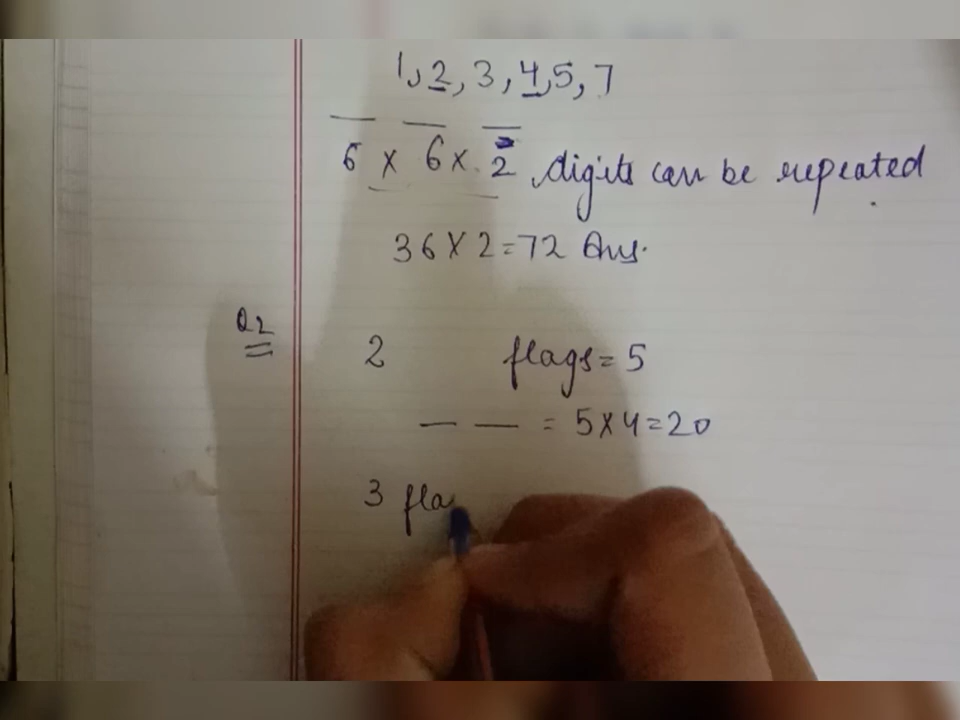 1, 2, 3, 4, 5, 7
6 x 6 x 2 digits can be repeated
36 x 2 = 72 Ans.
Q2
2 flags = 5
_ _ = 5 x 4 = 20
3 fla